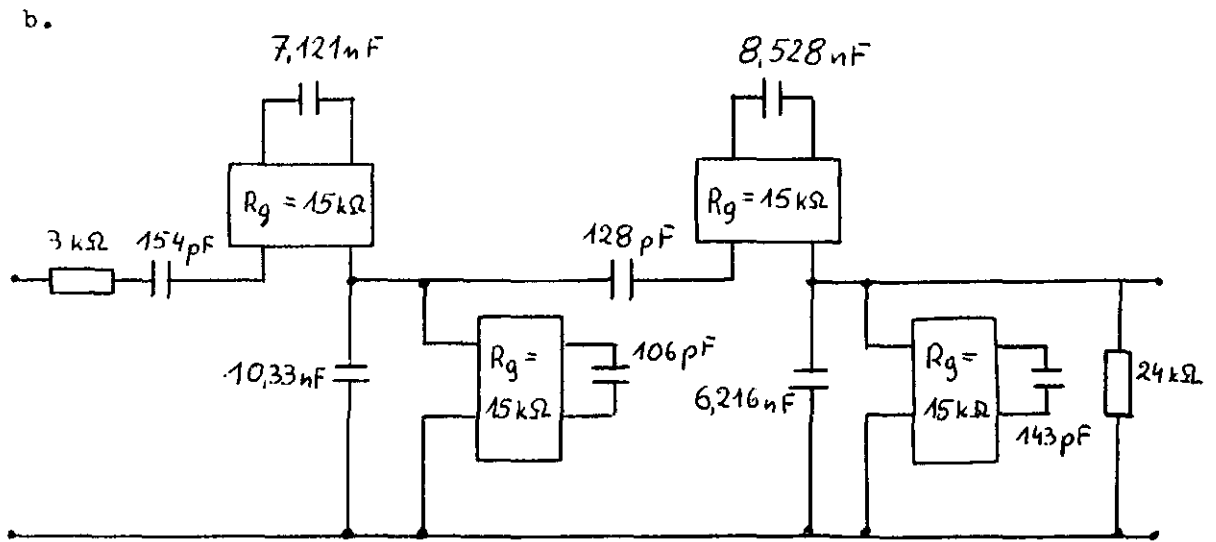 b.
7,121nF
8,528nF
Rg = 15kΩ
Rg = 15kΩ
3kΩ
154pF
128pF
10,33nF
Rg =
15kΩ
106pF
6,216nF
Rg =
15kΩ
143pF
24kΩ